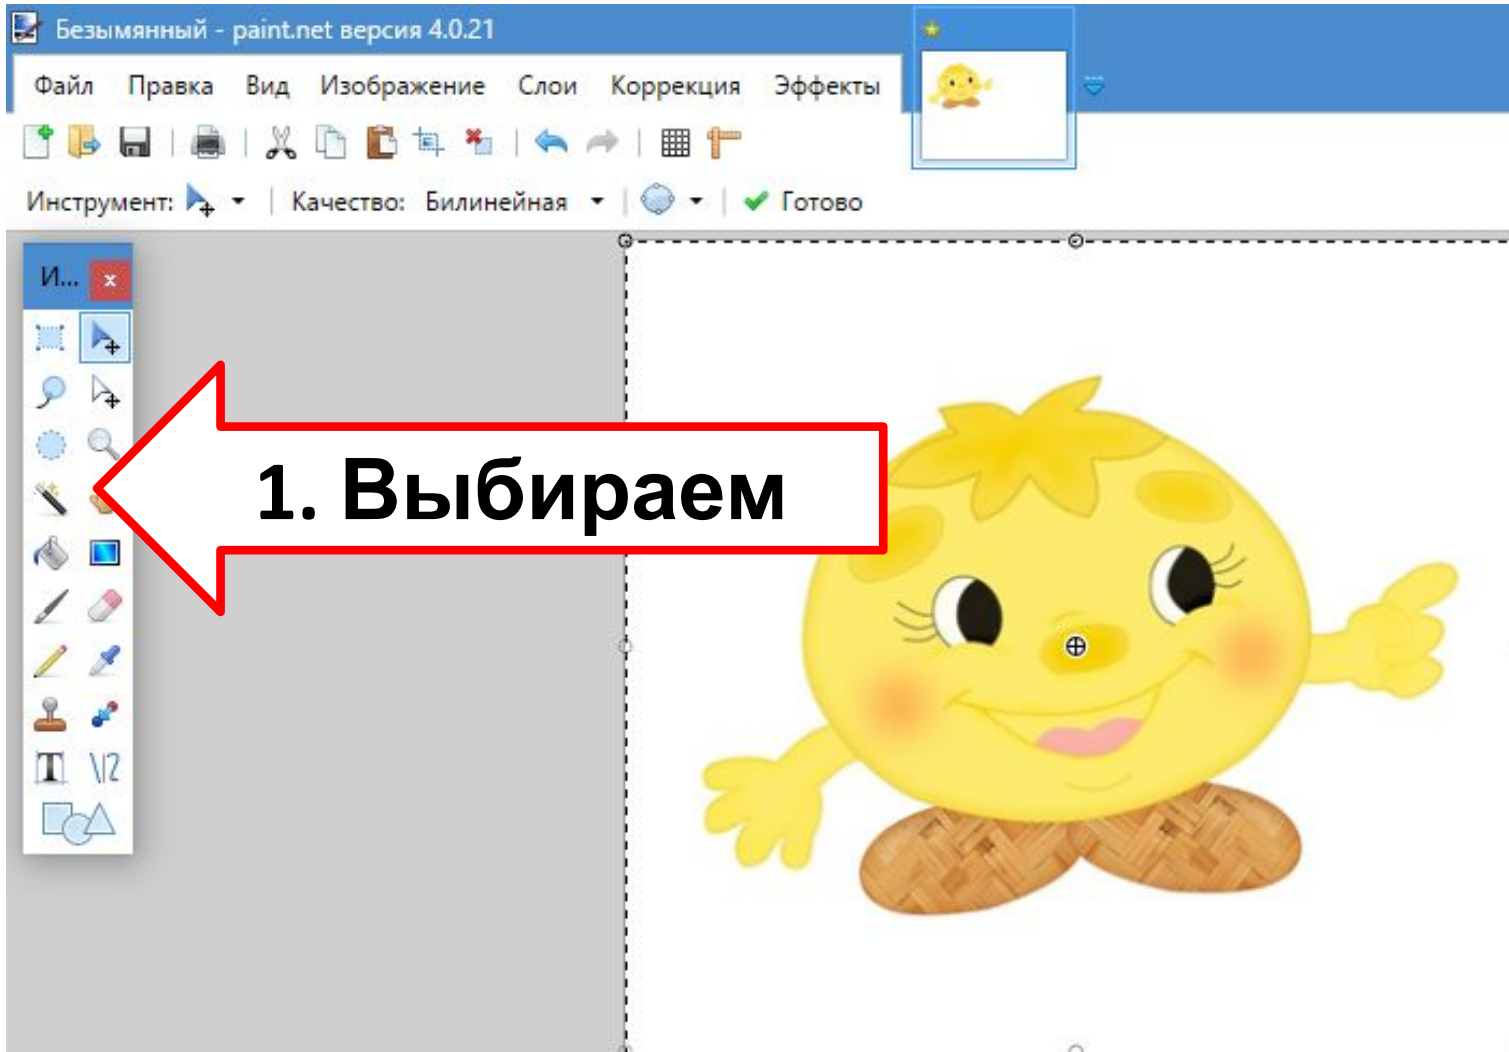 Безымянный - paint.net версия 4.0.21
Файл Правка Вид Изображение Слои Коррекция Эффекты
Инструмент: Качество: Билинейная Готово
И...
1. Выбираем